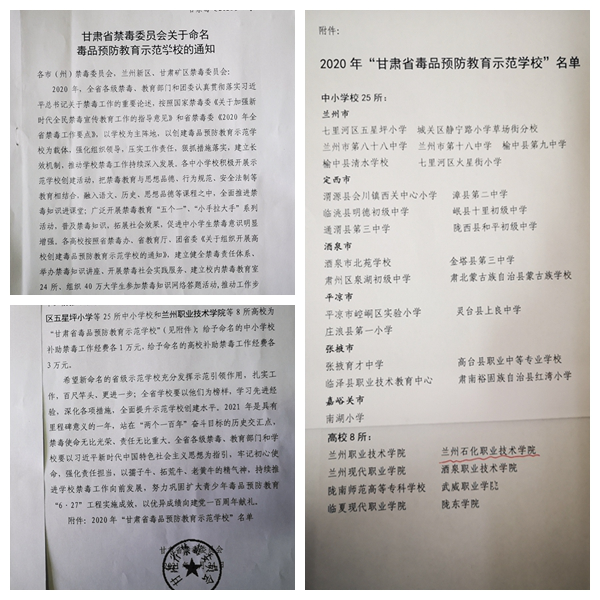 甘肃省禁毒委员会关于命名
毒品预防教育示范学校的通知
各市（州）禁毒委员会，兰州新区、甘肃矿区禁毒委员会：
2020 年，全省各级禁毒、教育部门和团委认真贯彻落实习近
平总书记关于禁毒工作的重要论述，按照国家禁毒委《关于加强新
时代全民禁毒宣传教育工作的指导意见》和省禁毒委《2020 年全
省禁毒工作要点》，以学校为主阵地，以创建毒品预防教育示范学
校为载体，强化组织领导，压实工作责任，狠抓措施落实，建立长
效机制，推动学校禁毒工作持续深入发展。各中小学校积极开展示
范学校创建活动，把禁毒教育与思想品德、行为规范、安全法制等
教育相结合，融入语文、历史、思想品德等课程之中，全面推进禁
毒知识进课堂；广泛开展禁毒教育“五个一”、“小手拉大手”系列
活动，普及禁毒知识，拓展社会效果，促进中小学生禁毒意识明显
增强。各高校按照省禁毒办、省教育厅、团省委《关于组织开展高
校创建毒品预防教育示范学校的通知》，建立健全禁毒责任体系，
举办禁毒知识讲座、开展禁毒社会实践服务、建立校内禁毒教育室
24 所，组织 40 万大学生参加禁毒知识网络答题活动，推动工作步
区五星坪小学等 25 所中小学校和兰州职业技术学院等 8 所高校为
“甘肃省毒品预防教育示范学校”（见附件），给予命名的中小学校
补助禁毒工作经费各 1 万元，给予命名的高校补助禁毒工作经费各
3 万元。
希望新命名的省级示范学校充分发挥示范引领作用，扎实工
作，百尺竿头，更进一步；全省学校要以他们为榜样，学习先进经
验，深化各项措施，全面提升示范学校创建水平。2021 年是具有
里程碑意义的一年，站在“两个一百年”奋斗目标的历史交汇点，
禁毒使命无比光荣，责任无比重大。全省各级禁毒、教育部门和学
校要以习近平新时代中国特色社会主义思想为指引，牢记初心使
命，强化责任担当，以孺子牛、拓荒牛、老黄牛的精气神，持续推
进学校禁毒工作向前发展，努力巩固扩大青少年毒品预防教育
“6·27”工程实施成效，以优异成绩向建党一百周年献礼。
附件：2020 年“甘肃省毒品预防教育示范学校”名单
甘肃省禁毒委员会
附件：
2020 年“甘肃省毒品预防教育示范学校”名单
中小学校 25 所：
兰州市
七里河区五星坪小学 城关区静宁路小学草场街分校
兰州市第八十八中学 兰州市第十八中学 榆中县第九中学
榆中县清水学校 七里河区火星街小学
定西市
渭源县会川镇西关中心小学 漳县第二中学
临洮县明德初级中学 岷县十里初级中学
通渭县第三中学 陇西县和平初级中学
酒泉市
酒泉市北苑学校 金塔县第三中学
肃州区泉湖初级中学 肃北蒙古族自治县蒙古族学校
平凉市
平凉市崆峒区实验小学 灵台县上良中学
庄浪县第一小学
张掖市
张掖育才中学 高台县职业中等专业学校
临泽县职业技术教育中心 肃南裕固族自治县红湾小学
嘉峪关市
南湖小学
高校 8 所：
兰州职业技术学院 兰州石化职业技术学院
兰州现代职业学院 酒泉职业技术学院
陇南师范高等专科学校 武威职业学院
临夏现代职业学院 陇东学院